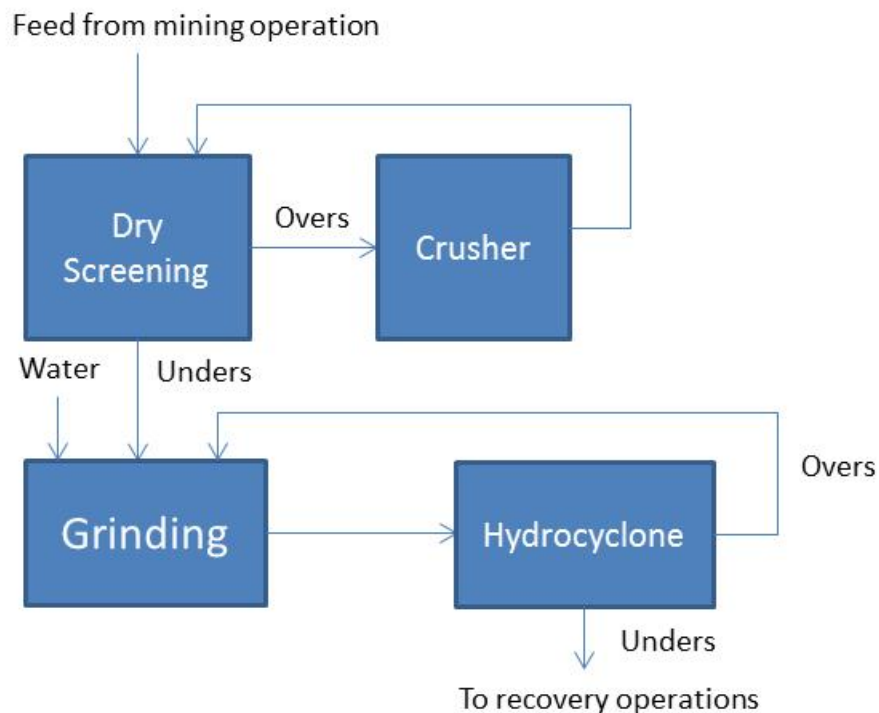 Feed from mining operation
Dry
Screening
Overs
Crusher
Water
Unders
Grinding
Hydrocyclone
Overs
Unders
To recovery operations